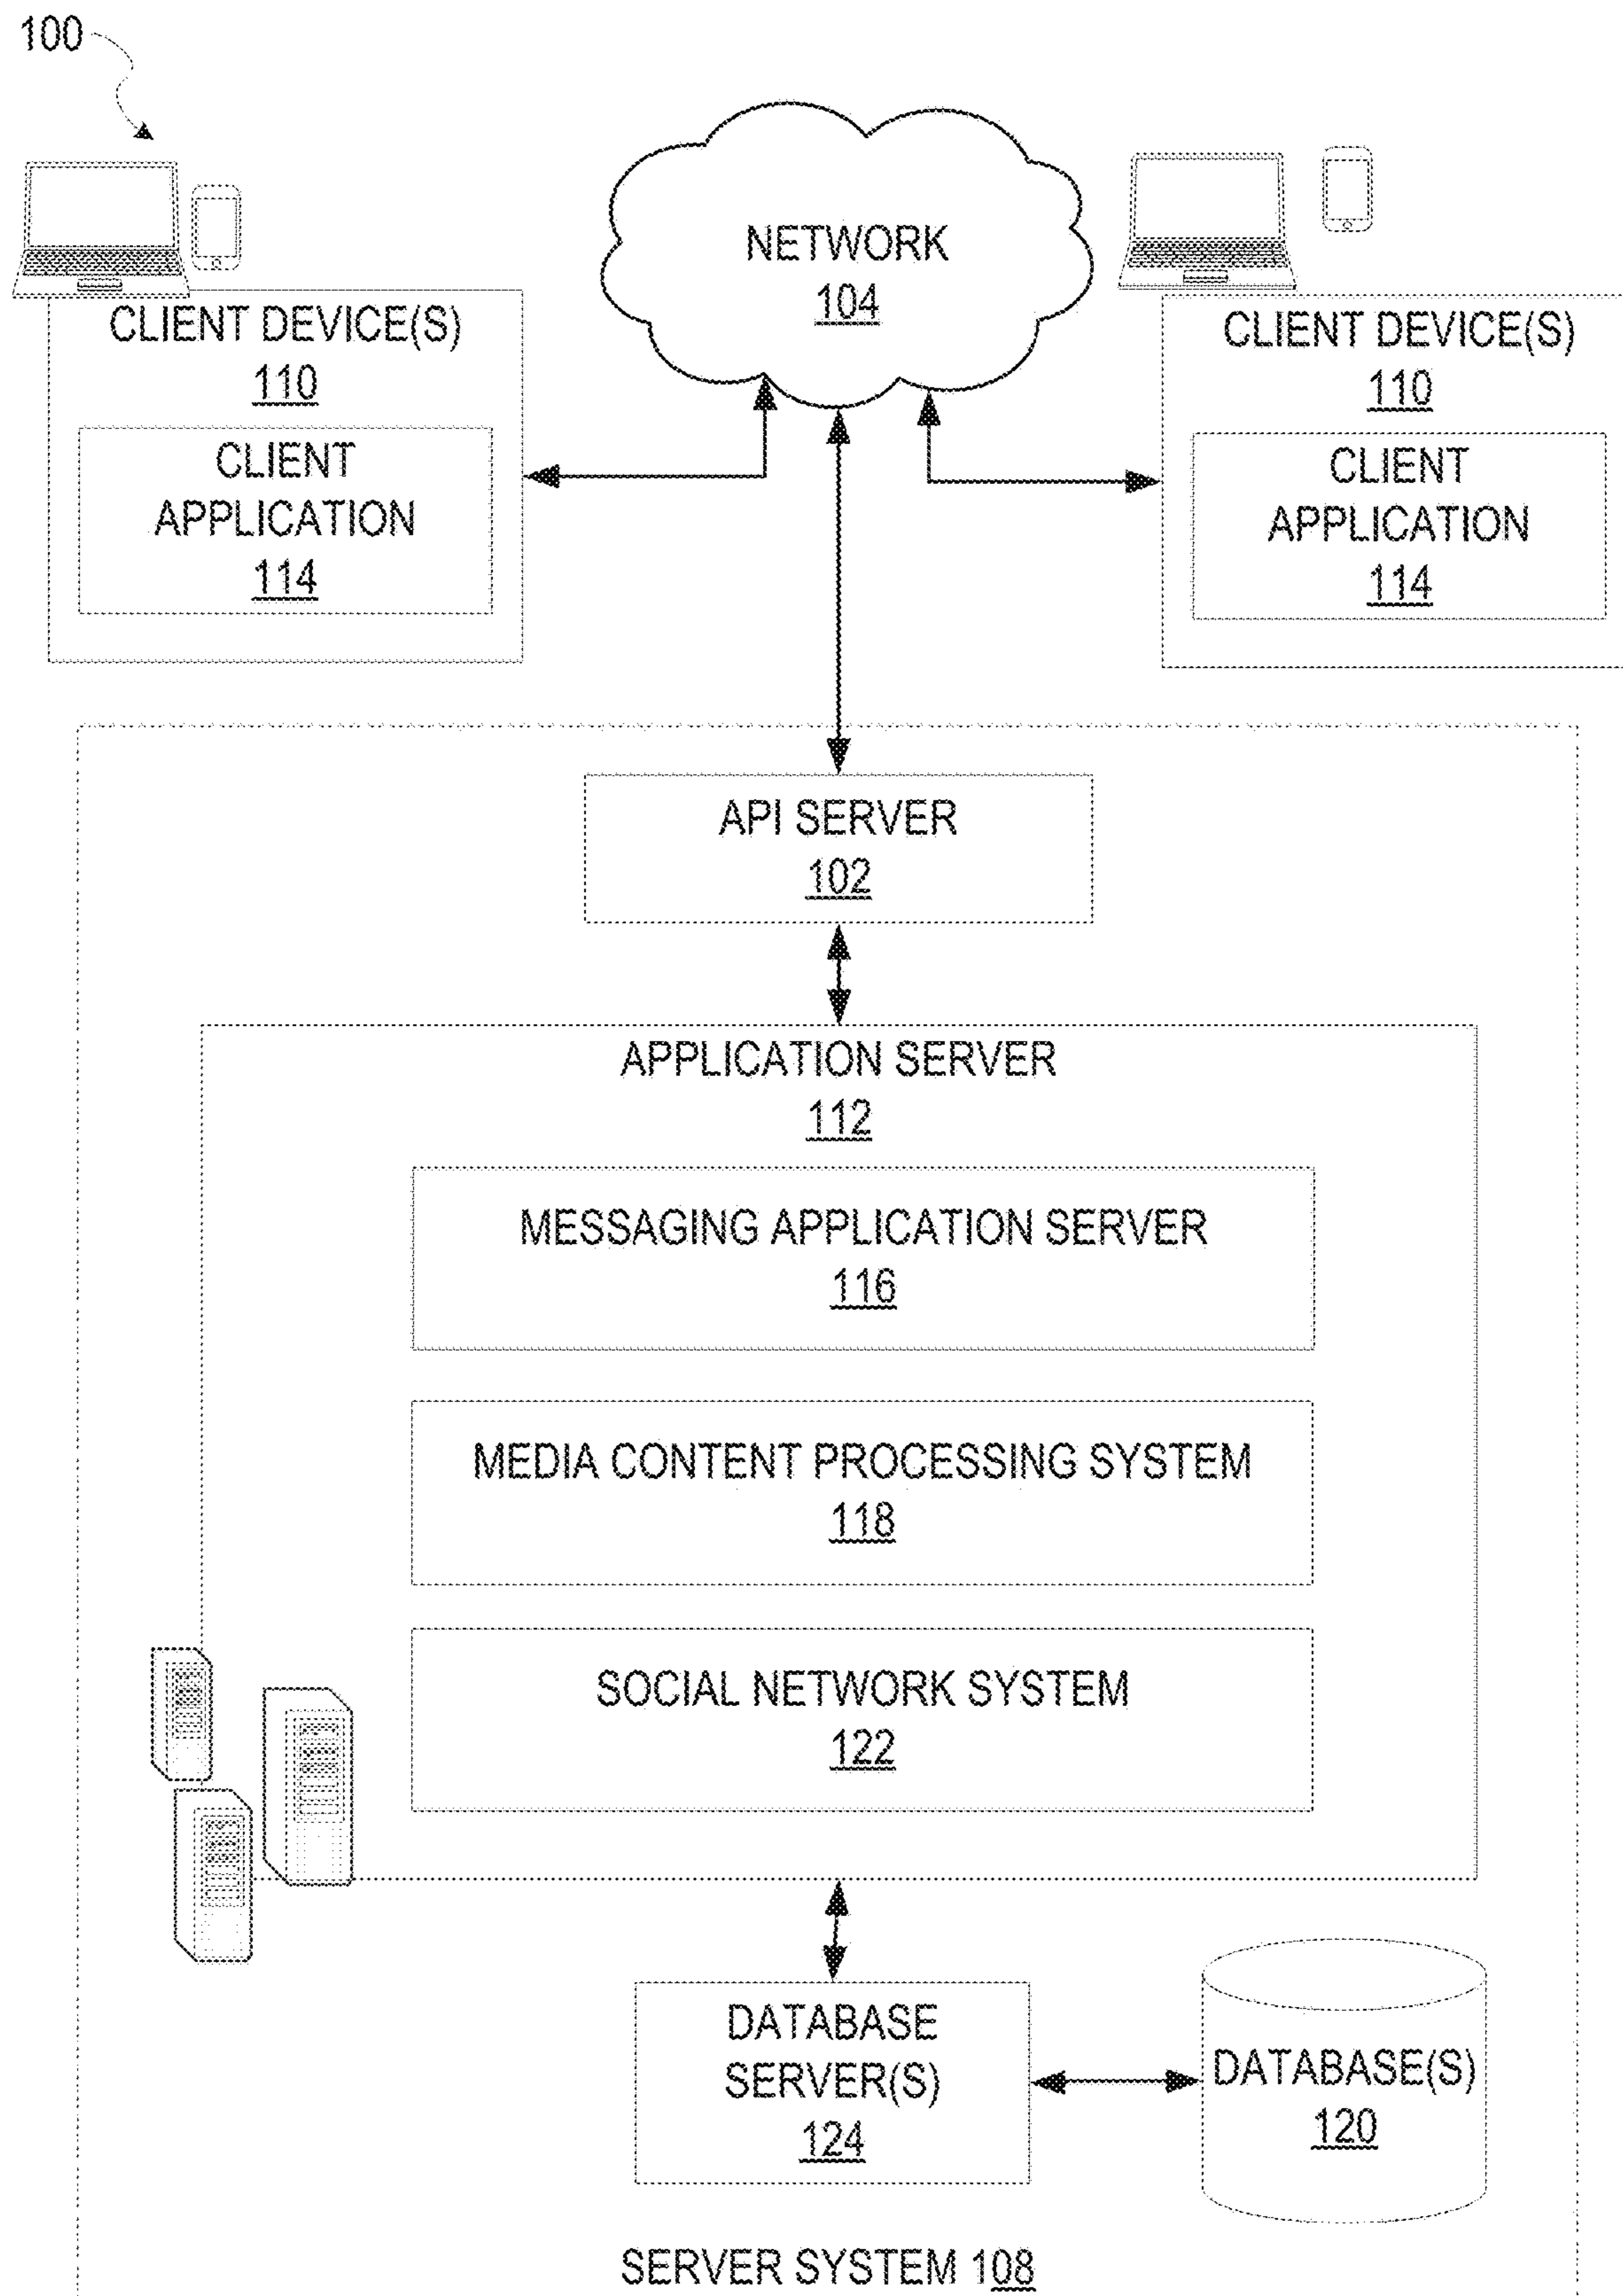 100
NETWORK
104
CLIENT DEVICE(S)
110
CLIENT
APPLICATION
114
CLIENT DEVICE(S)
110
CLIENT
APPLICATION
114
API SERVER
102
APPLICATION SERVER
112
MESSAGING APPLICATION SERVER
116
MEDIA CONTENT PROCESSING SYSTEM
118
SOCIAL NETWORK SYSTEM
122
DATABASE
SERVER(S)
124
DATABASE(S)
120
SERVER SYSTEM 108